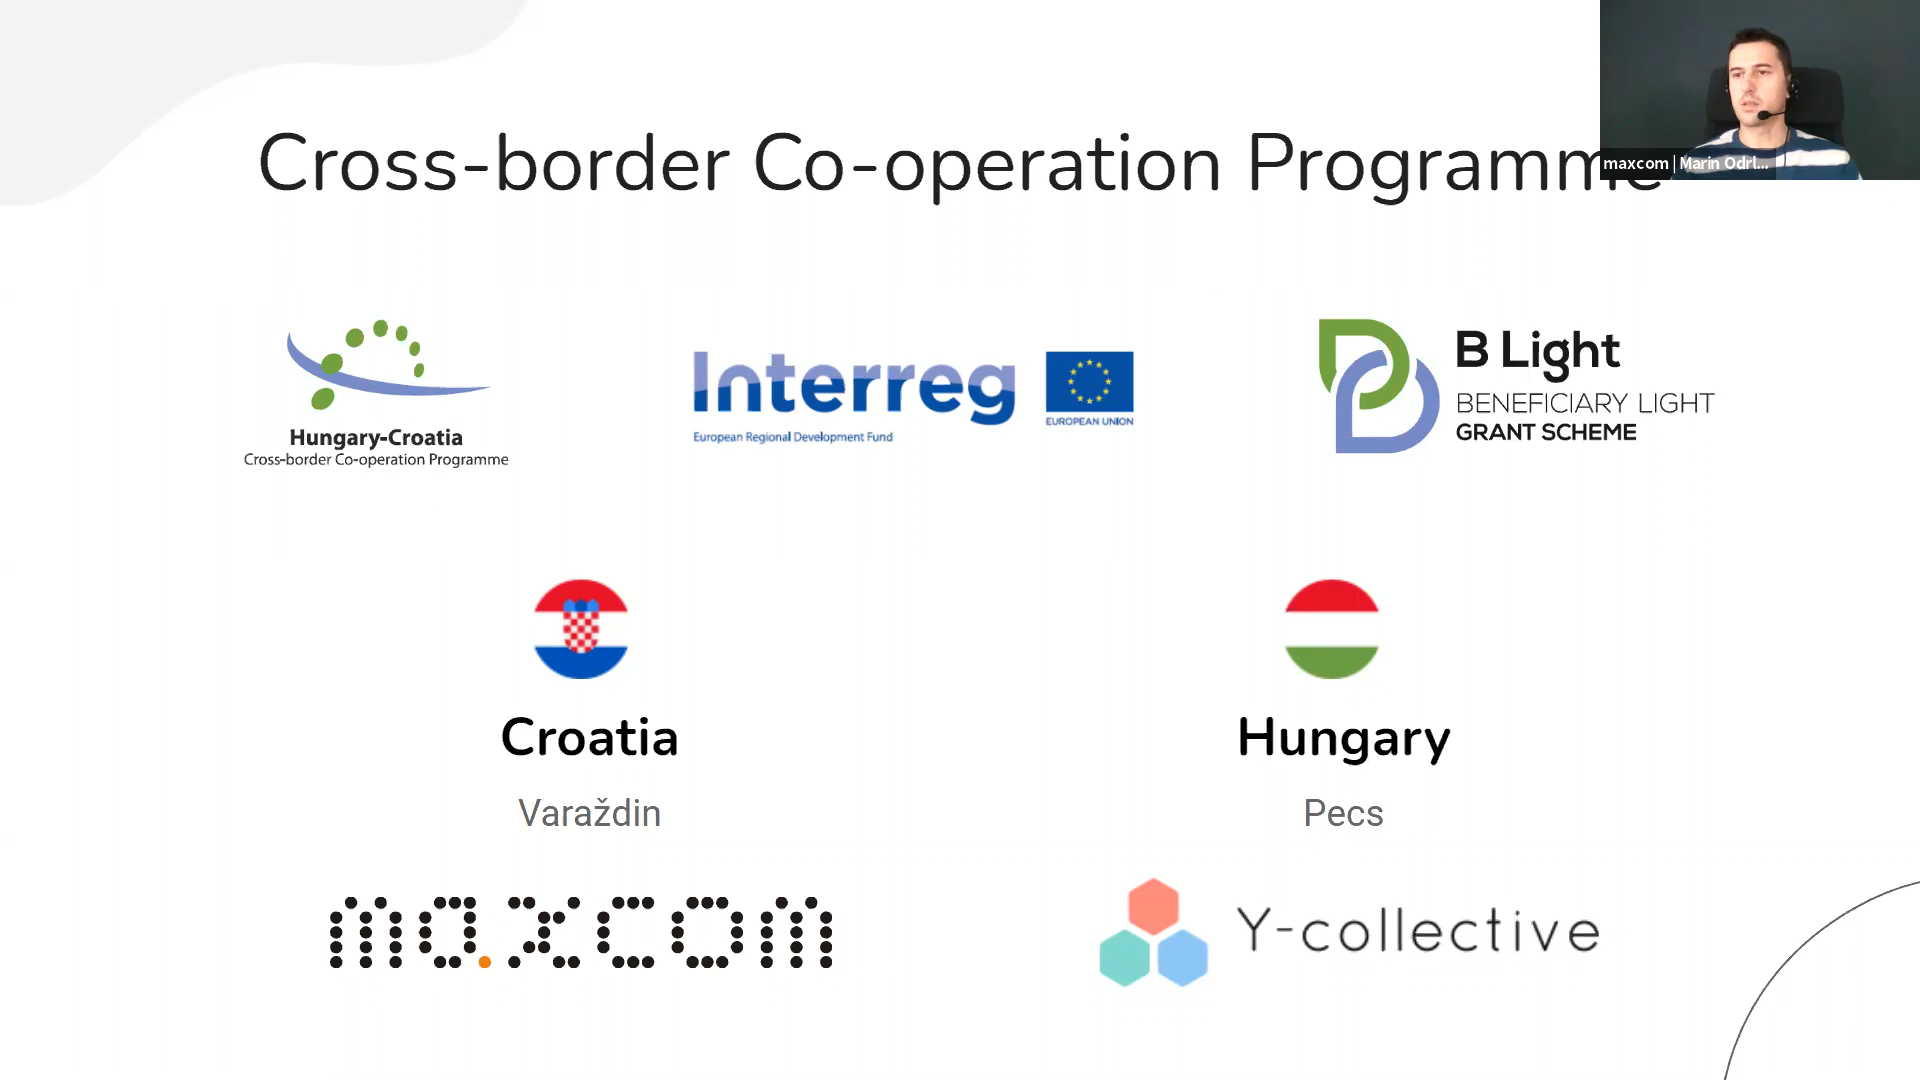 Cross-border Co-operation Programme
maxcom | Marin Odrl...
Hungary-Croatia
Cross-border Co-operation Programme
Interreg
EUROPEAN UNION
European Regional Development Fund
B Light
BENEFICIARY LIGHT
GRANT SCHEME
Croatia
Hungary
Varaždin
Pecs
maxcom
Y-collective